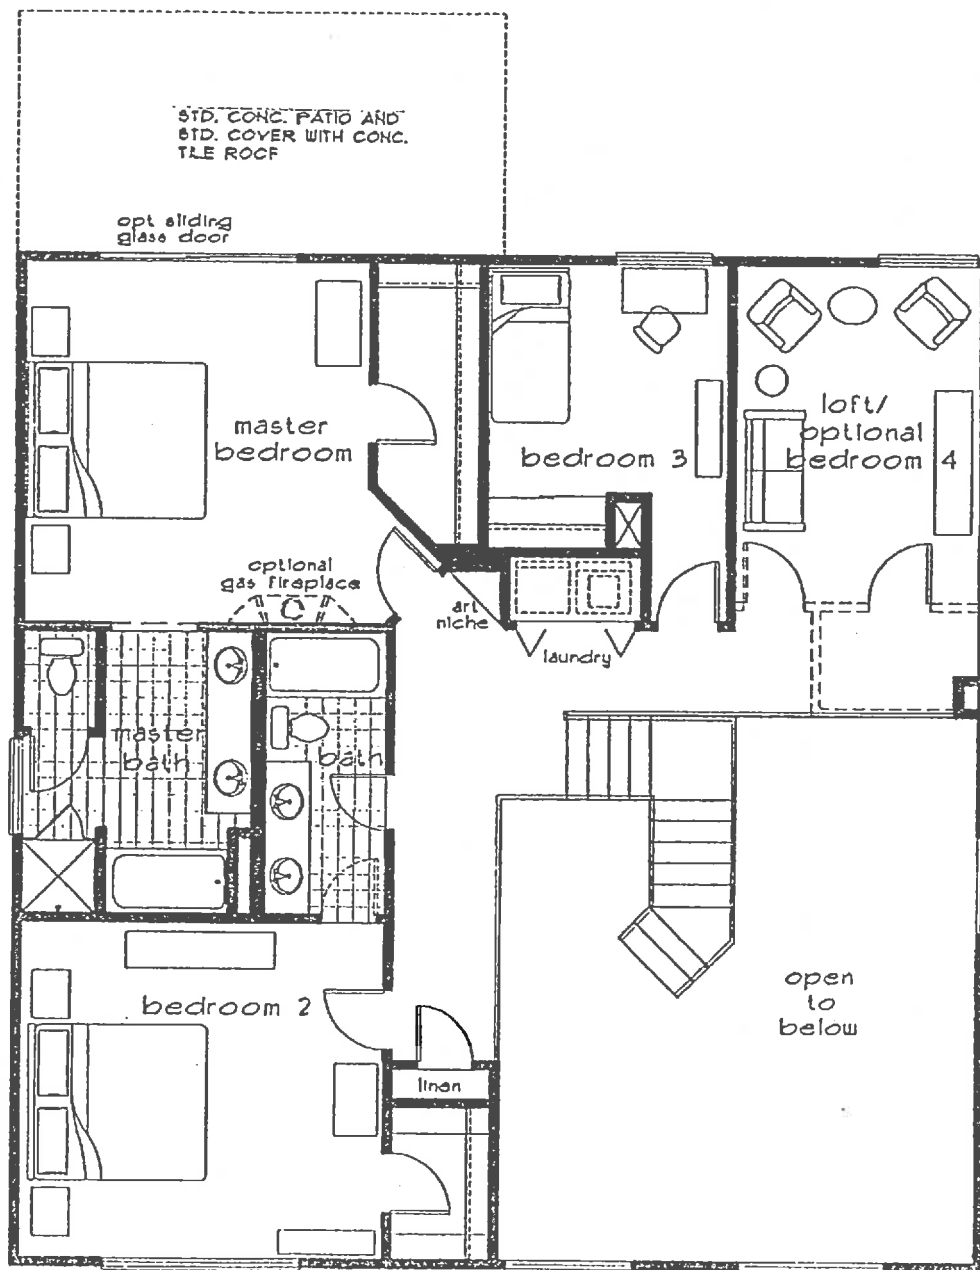 STD. CONC. PATIO AND
STD. COVER WITH CONC.
TILE ROOF
opt sliding
glass door
master
bedroom
bedroom 3
loft/
optional
bedroom 4
optional
gas fireplace
art
niche
laundry
master
bath
bath
bedroom 2
open
to
below
linen